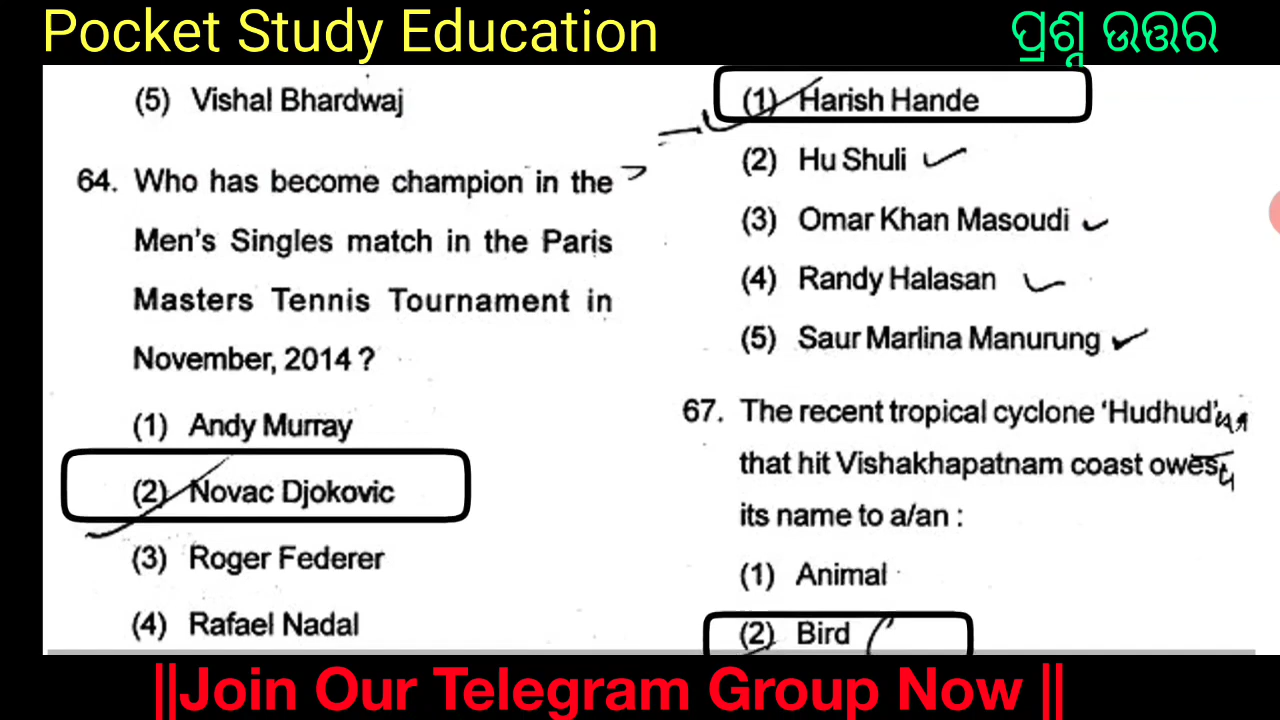 Pocket Study Education
ପ୍ରଶ୍ନ ଉତ୍ତର
(5) Vishal Bhardwaj
64. Who has become champion in the
Men's Singles match in the Paris
Masters Tennis Tournament in
November, 2014 ?
(1) Andy Murray
(2) Novac Djokovic
(3) Roger Federer
(4) Rafael Nadal
(1) Harish Hande
(2) Hu Shuli
(3) Omar Khan Masoudi
(4) Randy Halasan
(5) Saur Marlina Manurung
67. The recent tropical cyclone 'Hudhud'
that hit Vishakhapatnam coast owes
its name to a/an :
(1) Animal
(2) Bird
||Join Our Telegram Group Now ||